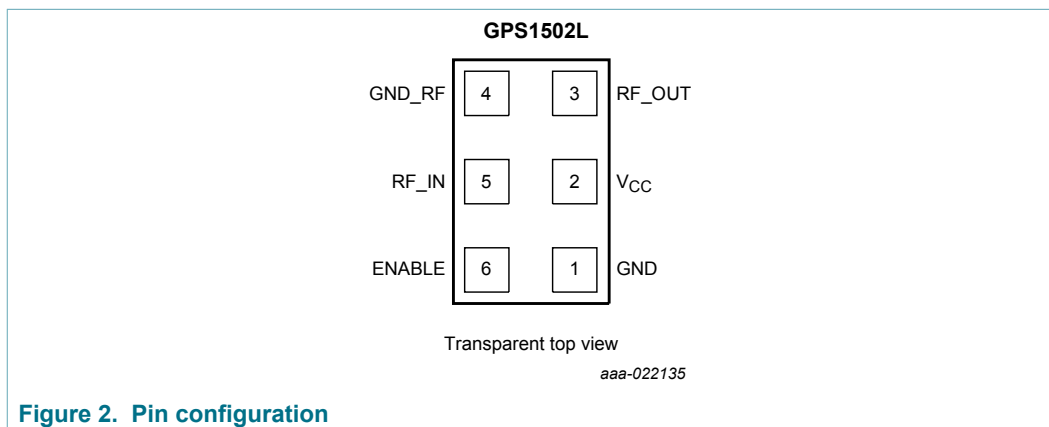 GPS1502L
GND_RF 4 3 RF_OUT
RF_IN 5 2 VCC
ENABLE 6 1 GND
Transparent top view
aaa-022135
Figure 2. Pin configuration